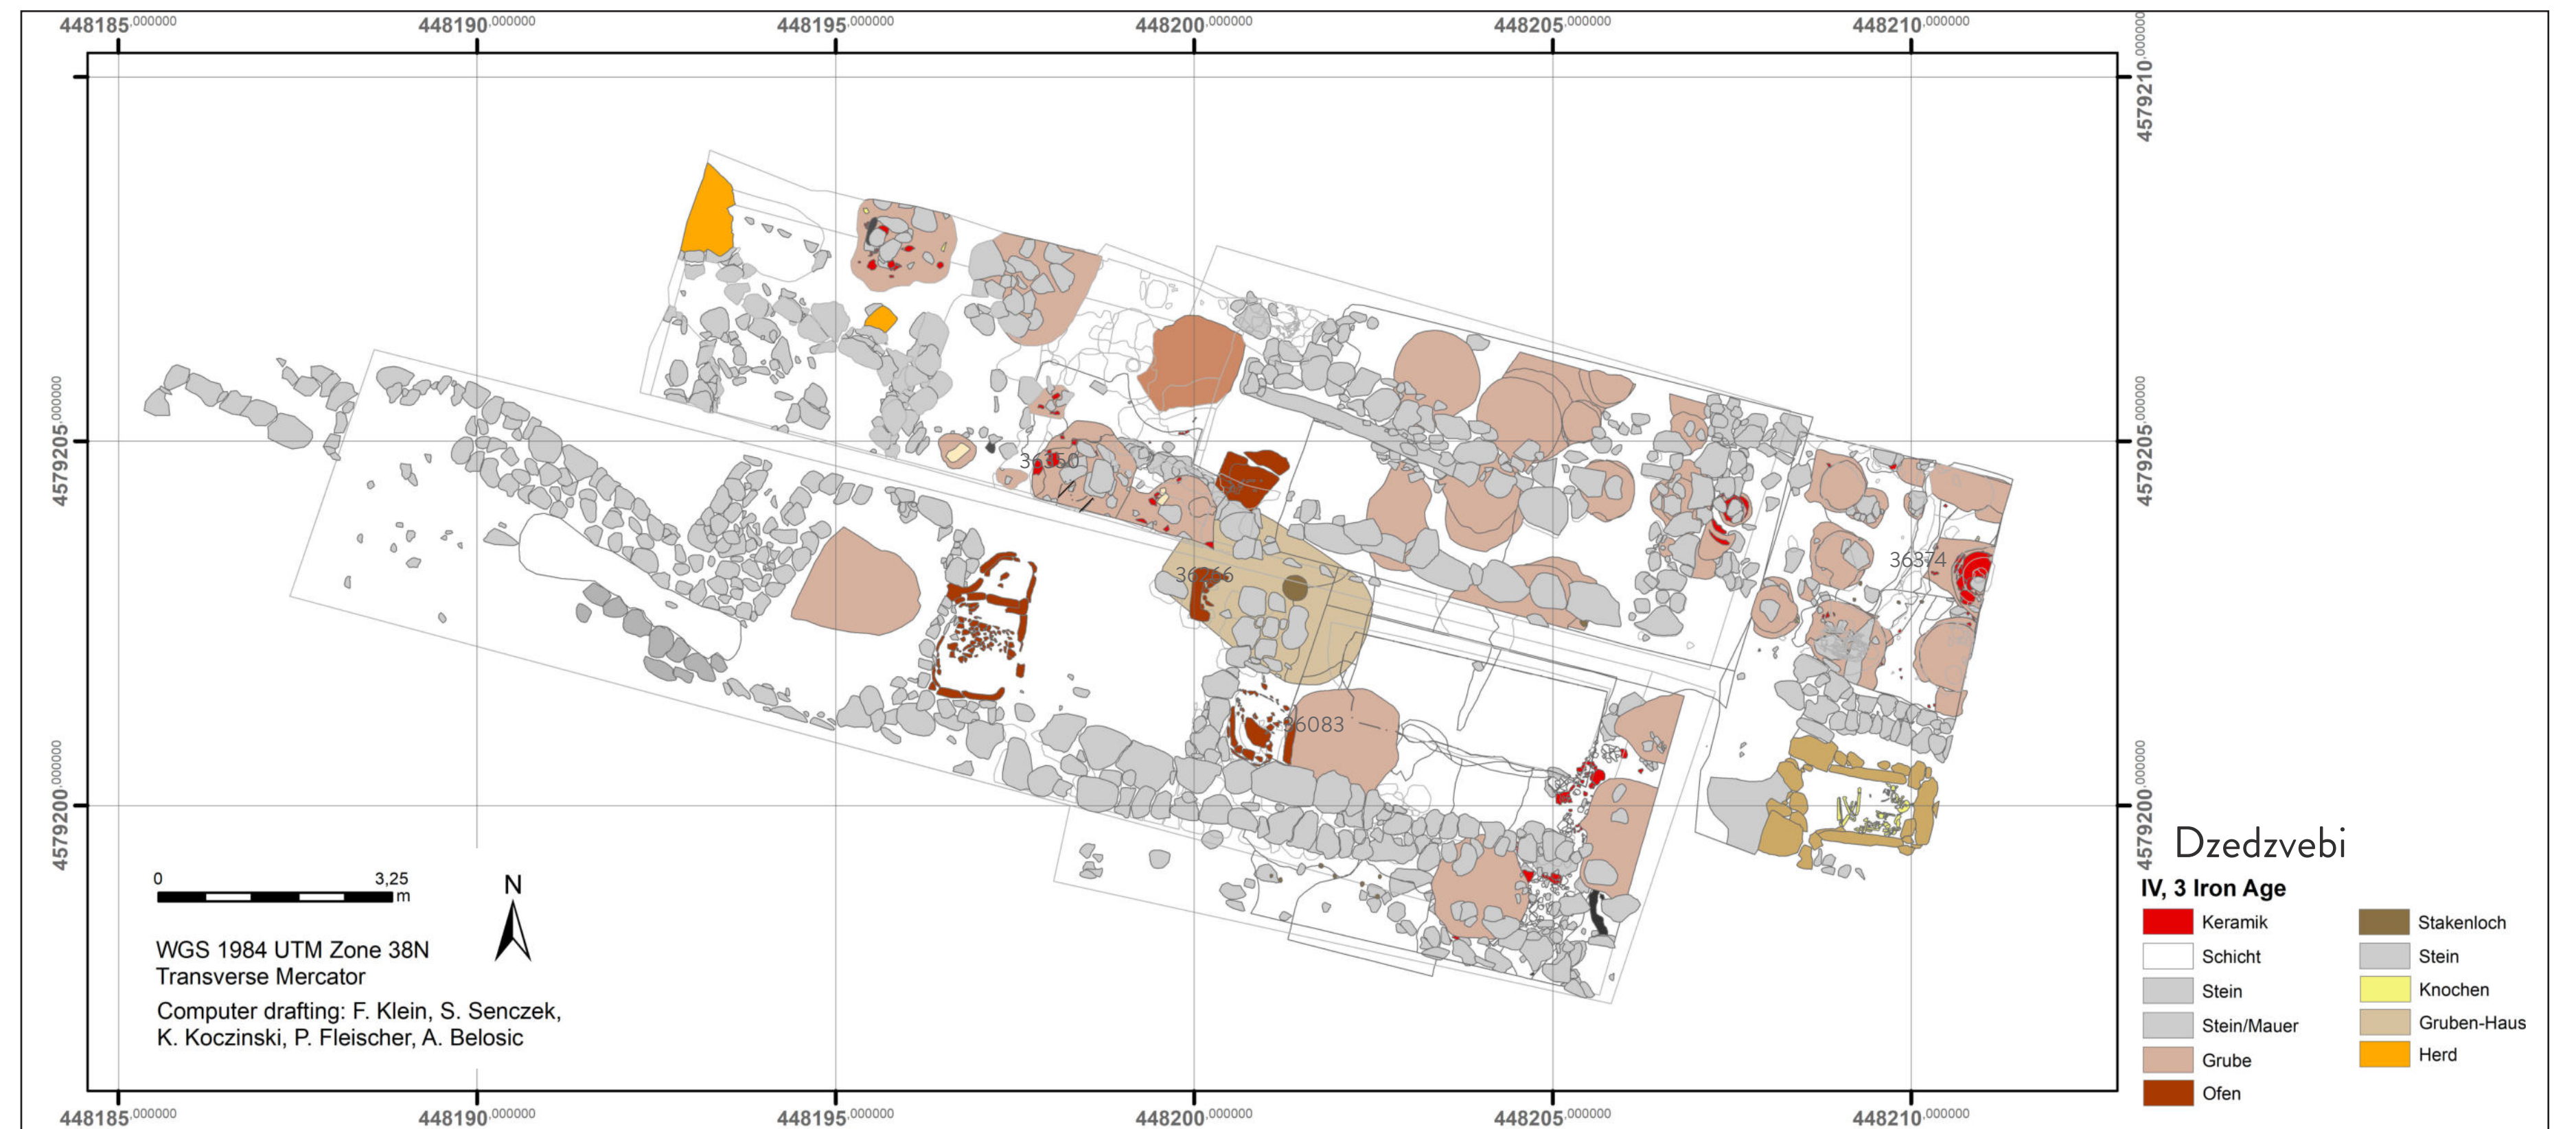 448185,000000 448190,000000 448195,000000 448200,000000 448205,000000 448210,000000
4579210,000000
4579205,000000 4579205,000000
36350
36374
36266
36083
4579200,000000 4579200,000000
0 3,25
m
N
WGS 1984 UTM Zone 38N
Transverse Mercator
Computer drafting: F. Klein, S. Senczek,
K. Koczinski, P. Fleischer, A. Belosic
448185,000000 448190,000000 448195,000000 448200,000000 448205,000000 448210,000000
Dzedzvebi
IV, 3 Iron Age
Keramik
Schicht
Stein
Stein/Mauer
Grube
Ofen
Stakenloch
Stein
Knochen
Gruben-Haus
Herd